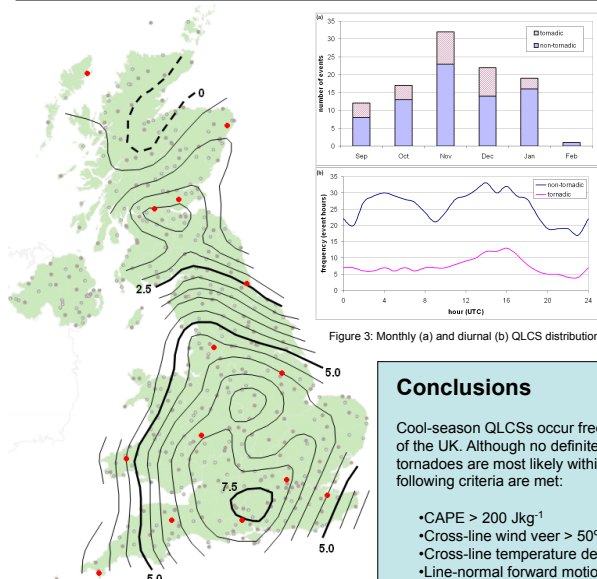 0
2.5
5.0
7.5
5.0
5.0
(a)
number of events
35
30
25
20
15
10
5
0
tornadic
non-tornadic
Sep Oct Nov Dec Jan Feb
(b)
frequency (event hours)
35
30
25
20
15
10
5
0
non-tornadic
tornadic
0 4 8 12 16 20 24
hour (UTC)
Figure 3: Monthly (a) and diurnal (b) QLCS distribution
Conclusions
Cool-season QLCSs occur fre
of the UK. Although no definite
tornadoes are most likely within
following criteria are met:
•CAPE > 200 Jkg-1
•Cross-line wind veer > 50º
•Cross-line temperature de
•Line-normal forward motio